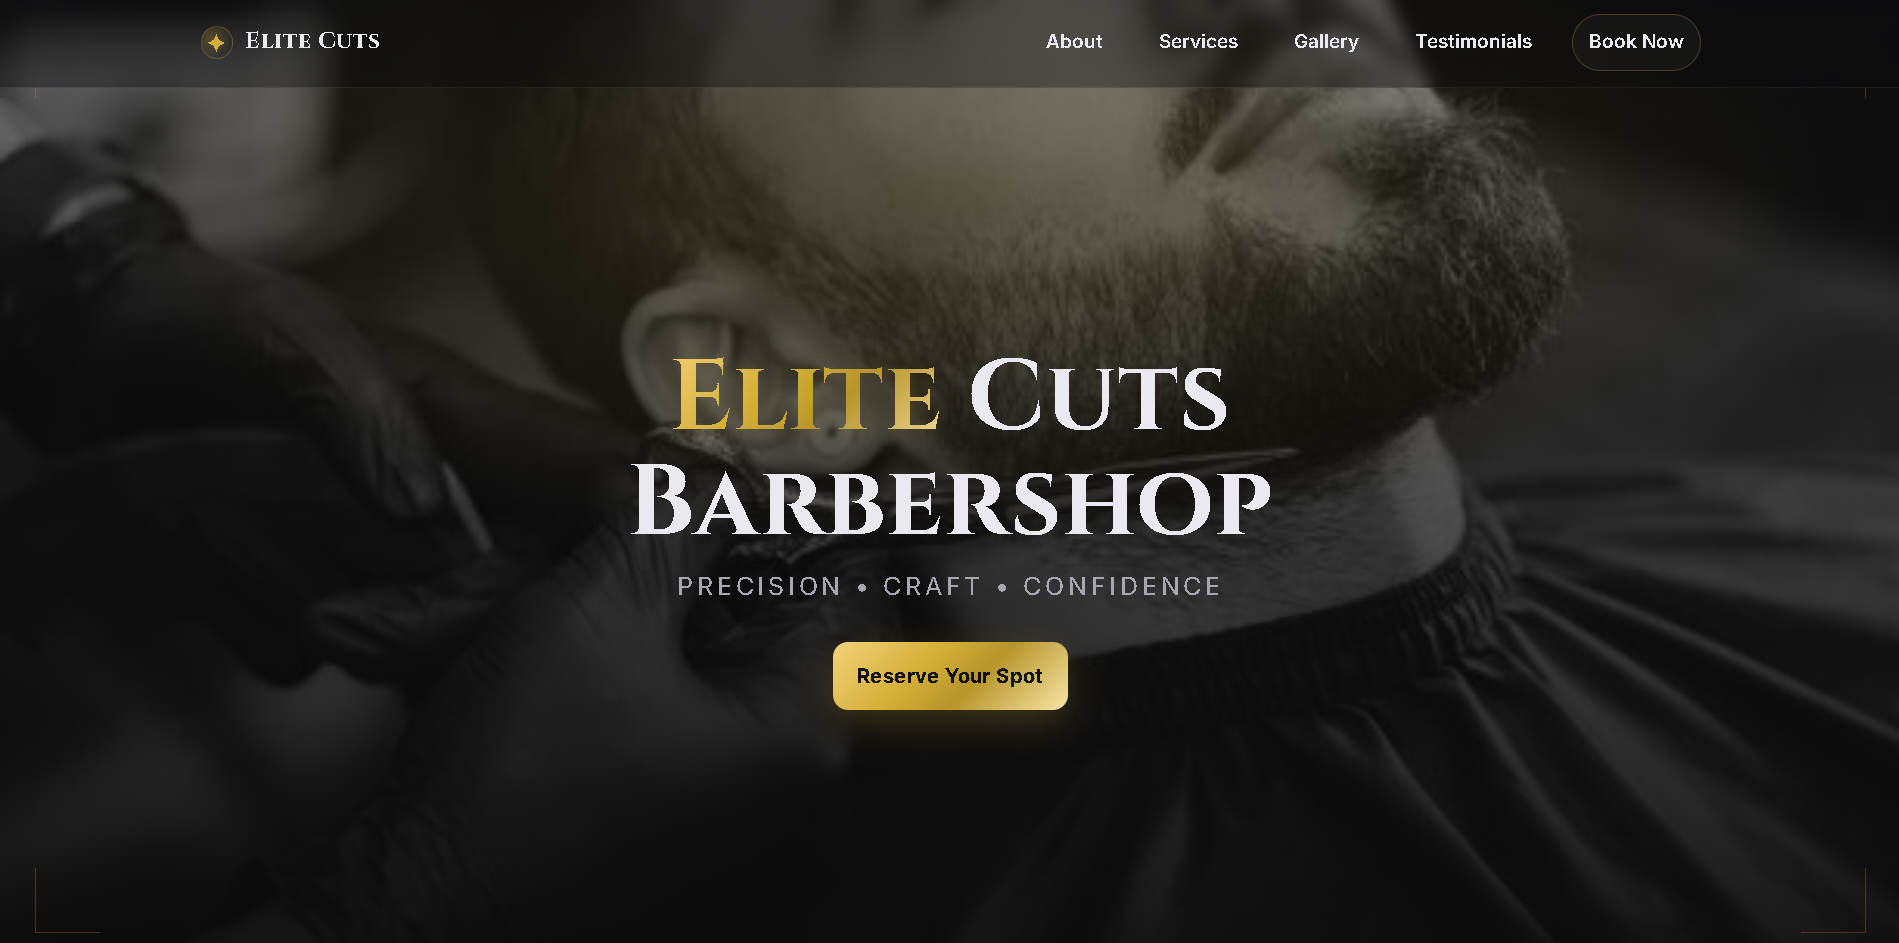 Elite Cuts
About
Services
Gallery
Testimonials
Book Now
Elite Cuts
Barbershop
PRECISION • CRAFT • CONFIDENCE
Reserve Your Spot